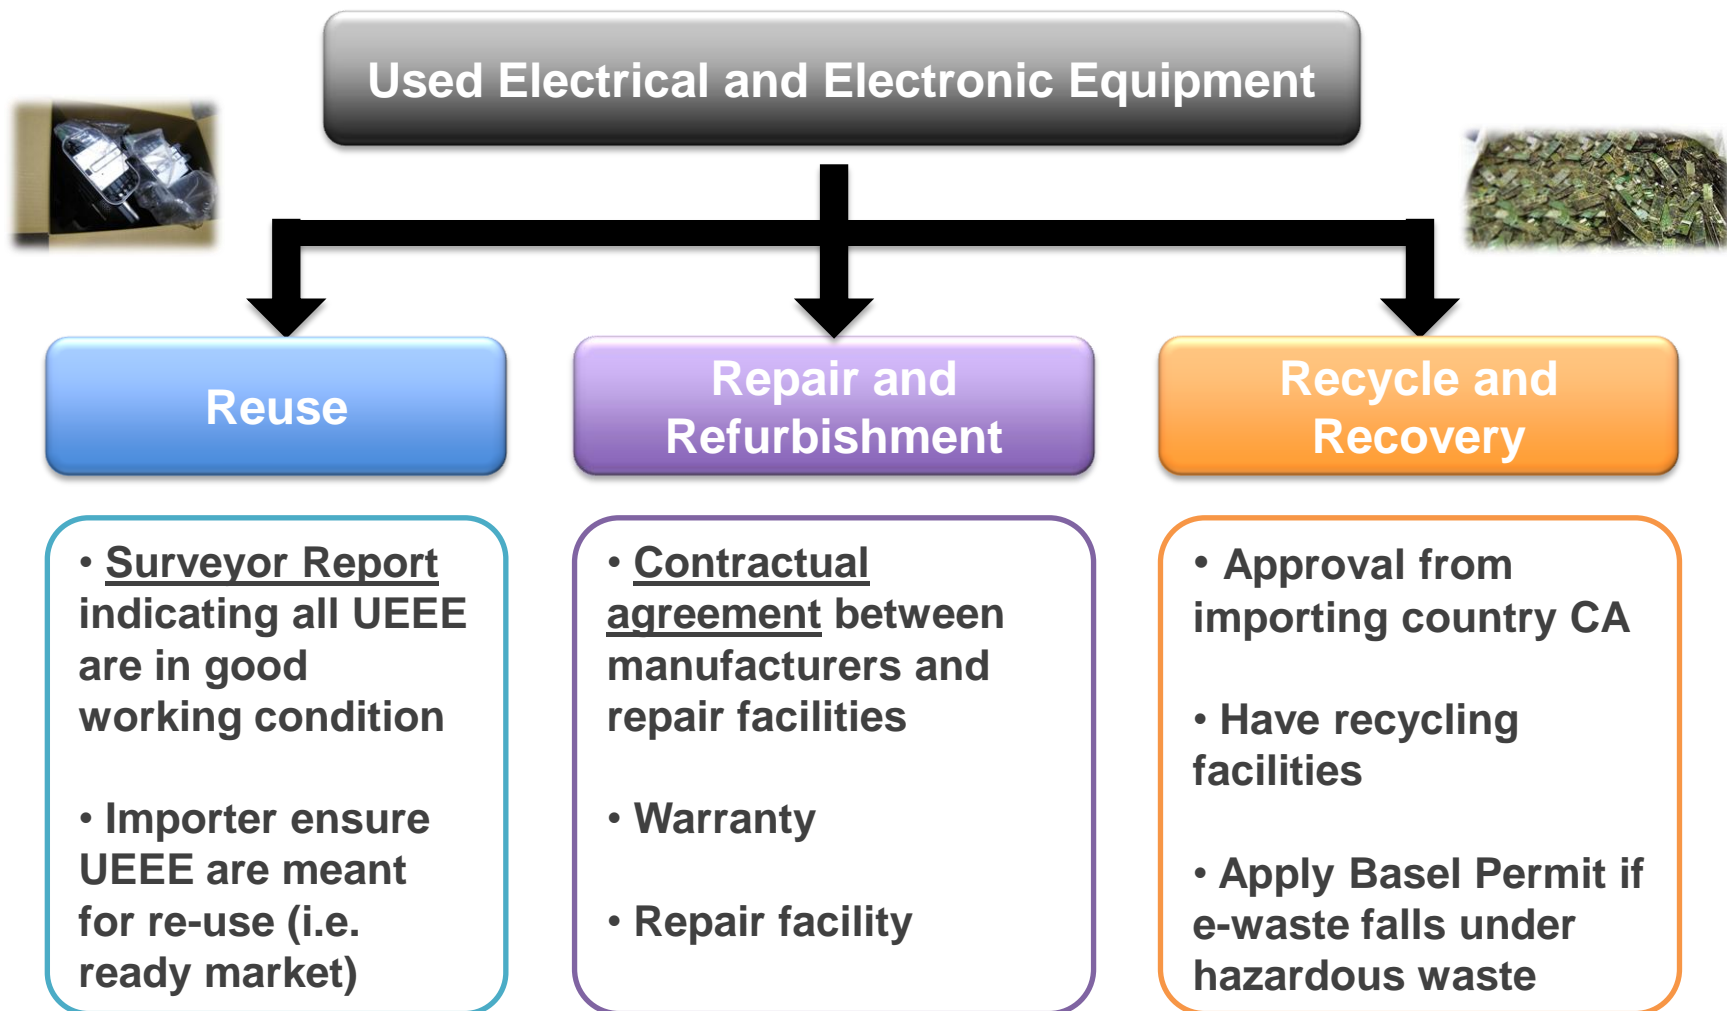 Used Electrical and Electronic Equipment
Reuse
• Surveyor Report
indicating all UEEE
are in good
working condition
• Importer ensure
UEEE are meant
for re-use (i.e.
ready market)
Repair and
Refurbishment
• Contractual
agreement between
manufacturers and
repair facilities
• Warranty
• Repair facility
Recycle and
Recovery
• Approval from
importing country CA
• Have recycling
facilities
• Apply Basel Permit if
e-waste falls under
hazardous waste